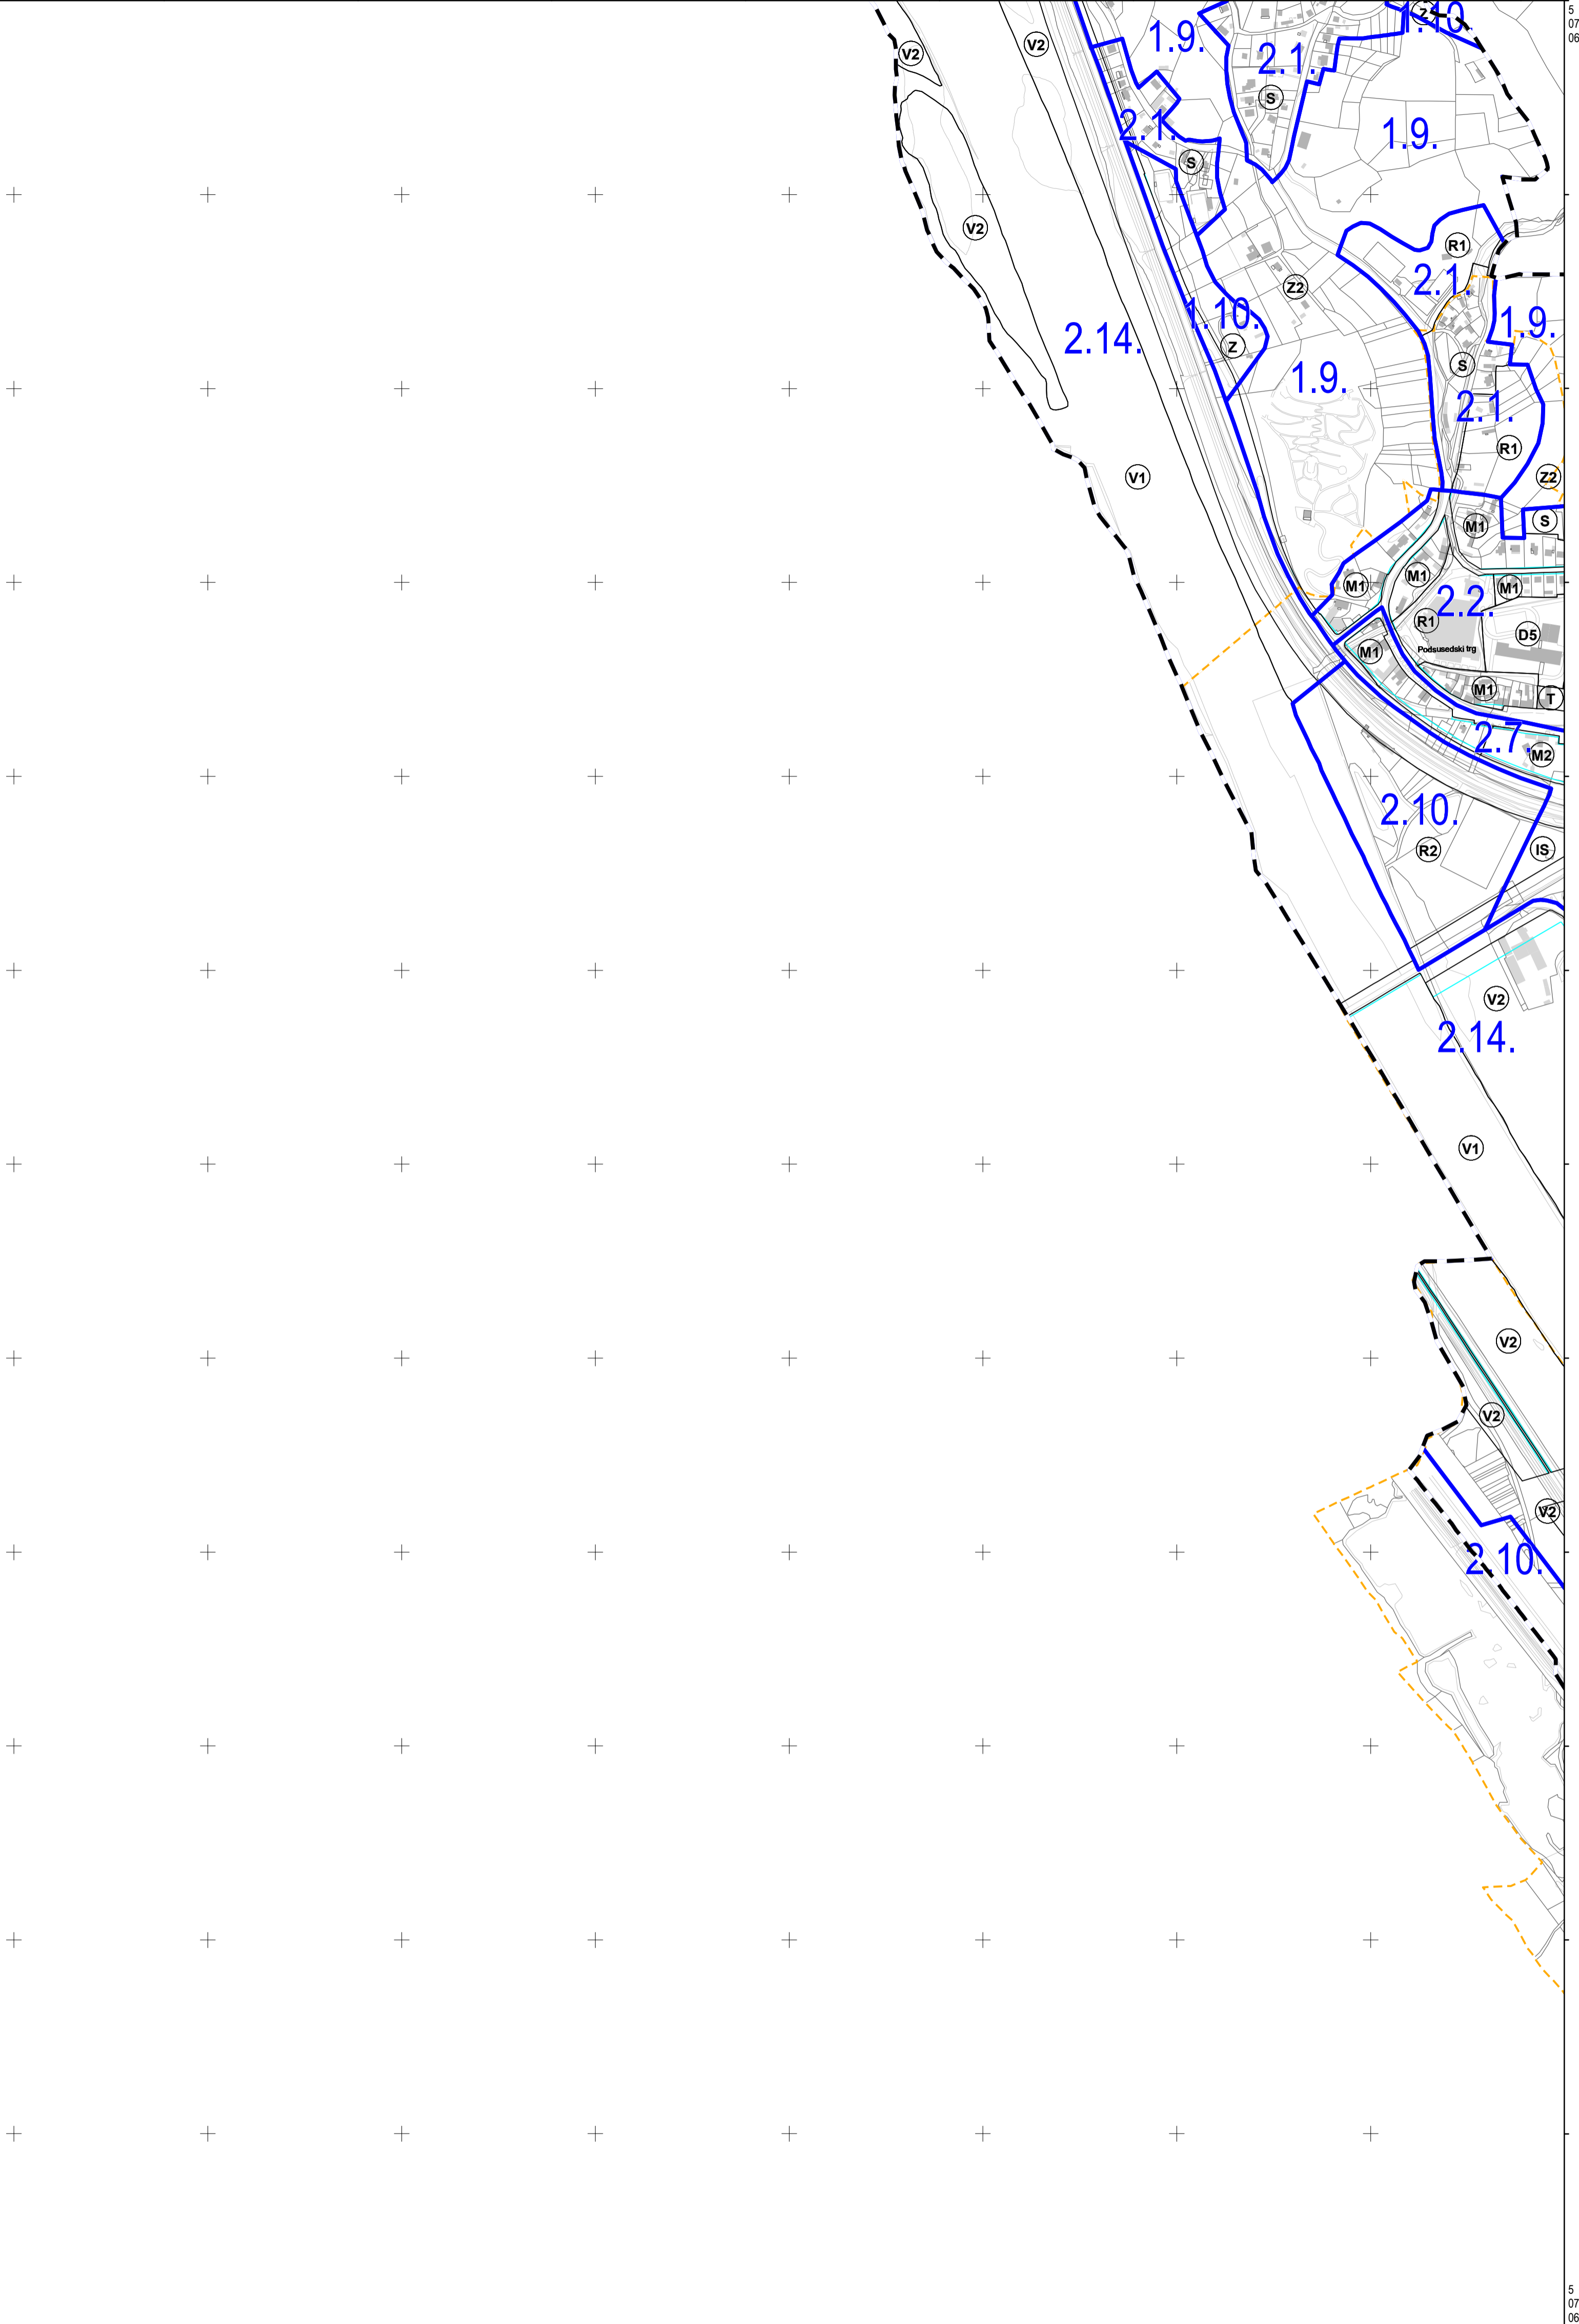 5
07
06
Z
1.10.
1.9.
V2
V2
2.1.
S
2.1.
1.9.
S
V2
R1
2.1.
Z2
1.10.
1.9.
2.14.
Z
S
1.9.
2.1.
R1
V1
Z2
M1
S
M1
M1
M1
2.2.
R1
D5
Podsusedski trg
M1
M1
T
2.7.
M2
2.10.
R2
IS
V2
2.14.
V1
V2
V2
V2
2.10.
5
07
06